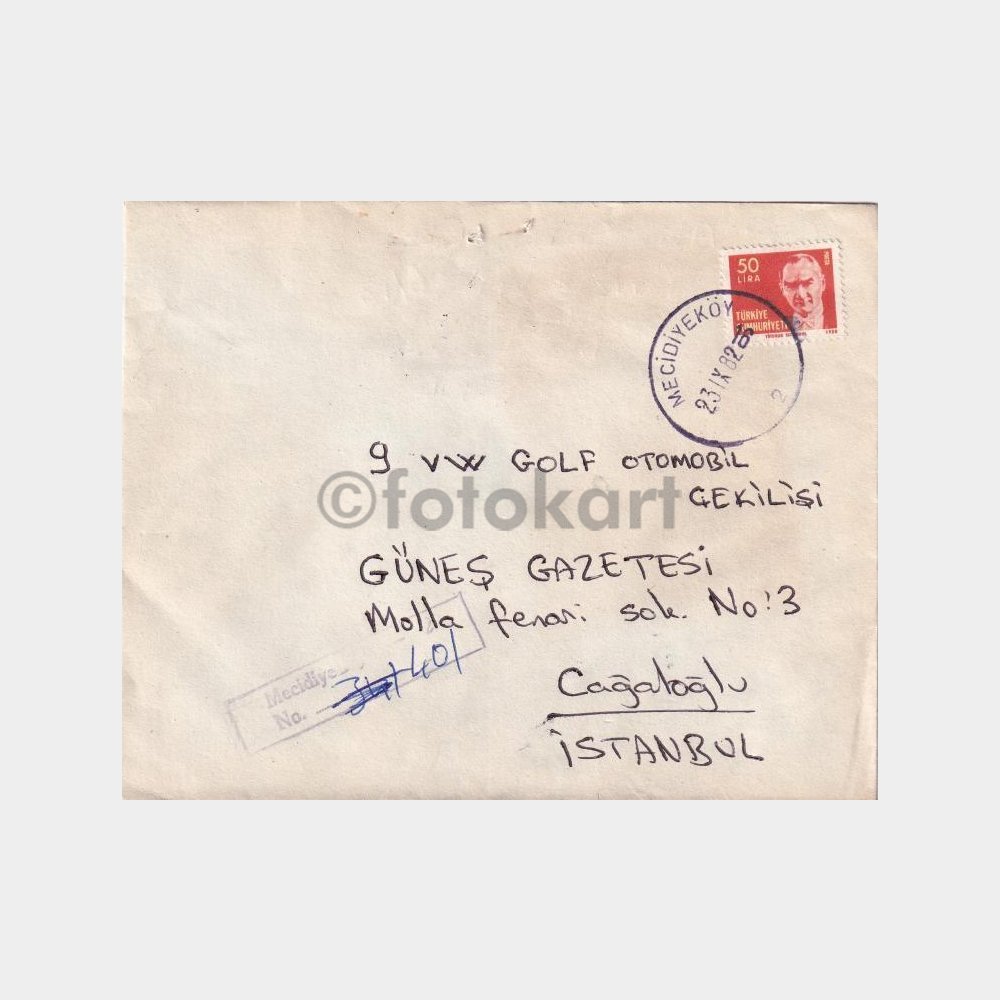 50
LİRA
TÜRKİYE
CUMHURİYETİ
MECİDİYEKÖY
23 IX 82
2
9 VW GOLF OTOMOBİL
ÇEKİLİŞİ
©fotokart
GÜNEŞ GAZETESİ
Molla fenari sok. No:3
Mecidiye
No. 401
Cağaloğlu
İSTANBUL